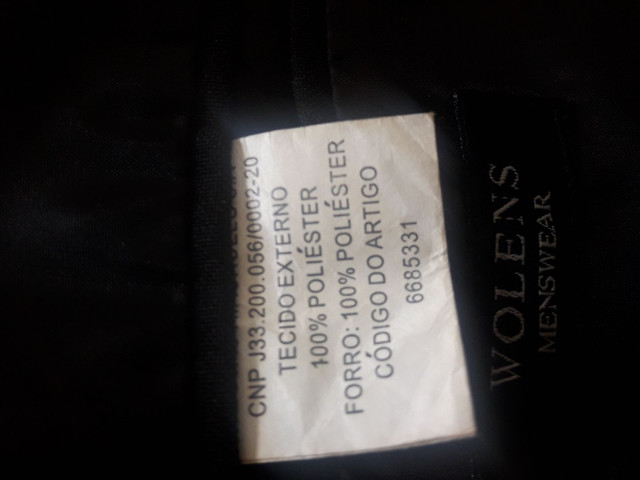 CNP J33.200.056/0002-20
TECIDO EXTERNO
100% POLIÉSTER
FORRO: 100% POLIÉSTER
CÓDIGO DO ARTIGO
6685331
WOLENS
MENSWEAR